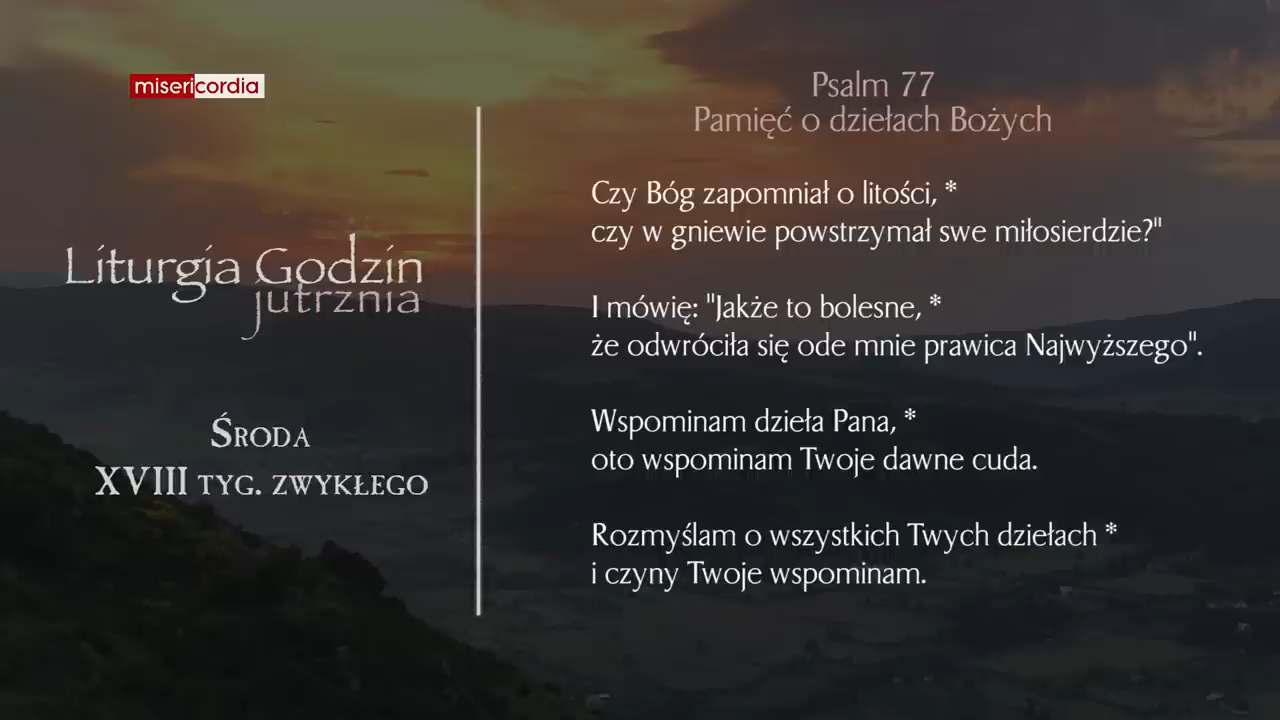 misericordia
Liturgia Godzin
jutrznia
Środa
XVIII tyg. zwykłego
Psalm 77
Pamięć o dziełach Bożych
Czy Bóg zapomniał o litości, *
czy w gniewie powstrzymał swe miłosierdzie?"
I mówię: "Jakże to bolesne, *
że odwróciła się ode mnie prawica Najwyższego".
Wspominam dzieła Pana, *
oto wspominam Twoje dawne cuda.
Rozmyślam o wszystkich Twych dziełach *
i czyny Twoje wspominam.